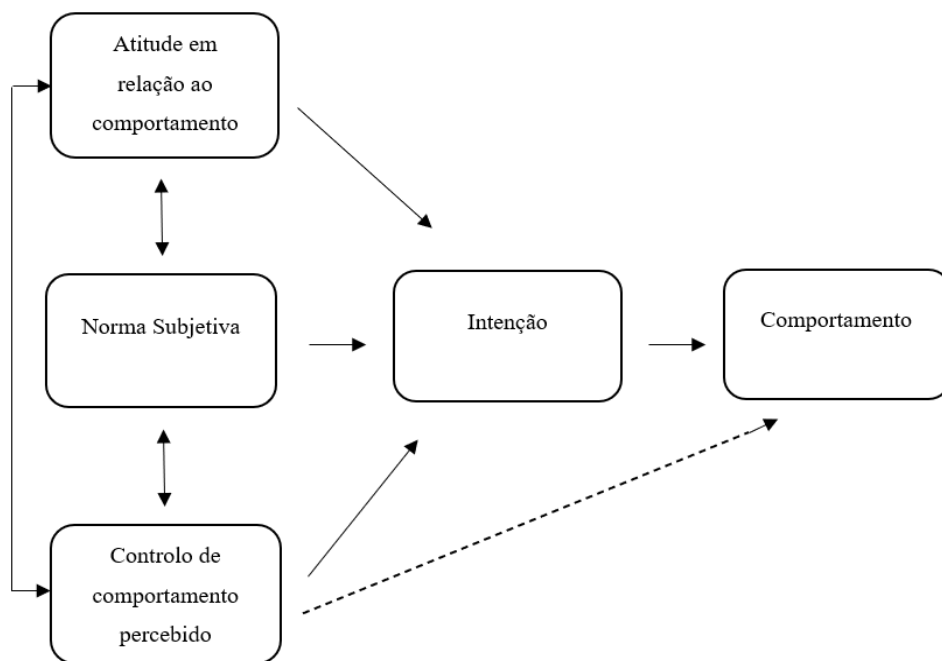 Atitude em
relação ao
comportamento
Norma Subjetiva
Intenção
Comportamento
Controlo de
comportamento
percebido